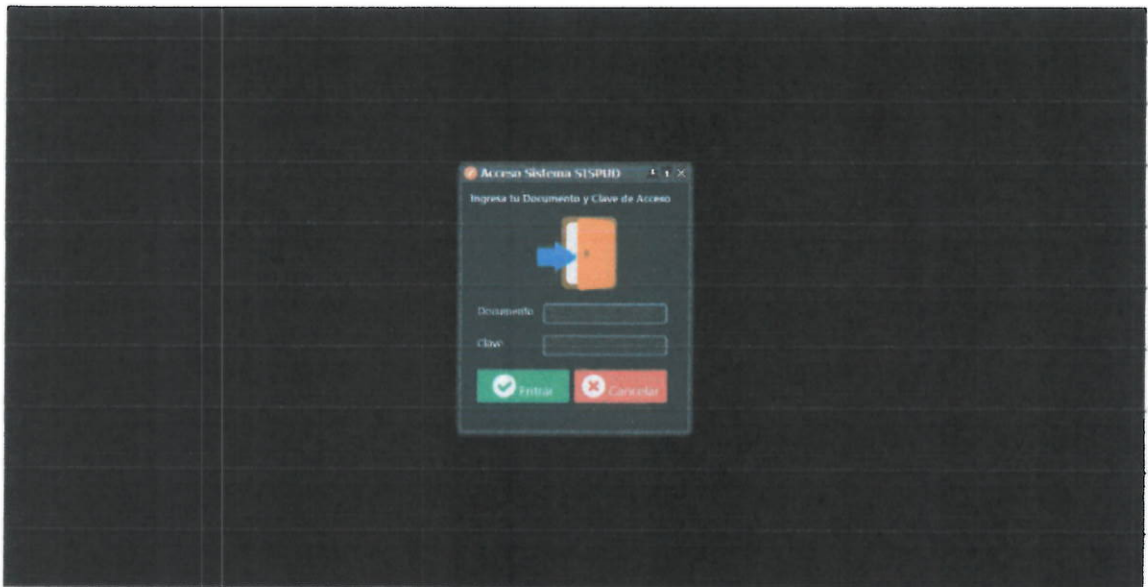 Acceso Sistema SISPUD
Ingresa tu Documento y Clave de Acceso
Documento
Clave
Entrar
Cancelar